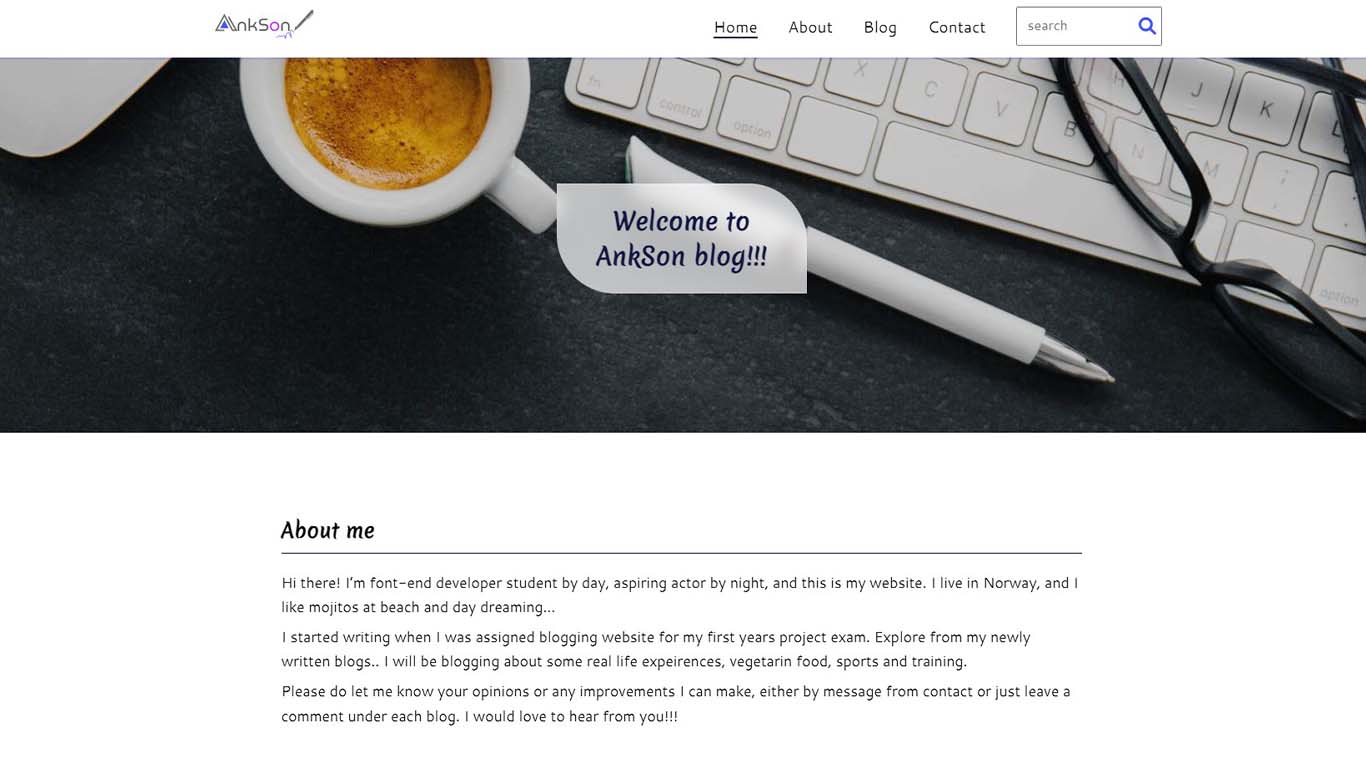 AnkSon
Home
About
Blog
Contact
search
fn
control
option
X
C
V
B
N
M
H
J
K
L
option
Welcome to
AnkSon blog!!!
About me
Hi there! I'm font-end developer student by day, aspiring actor by night, and this is my website. I live in Norway, and I
like mojitos at beach and day dreaming...
I started writing when I was assigned blogging website for my first years project exam. Explore from my newly
written blogs.. I will be blogging about some real life expeirences, vegetarin food, sports and training.
Please do let me know your opinions or any improvements I can make, either by message from contact or just leave a
comment under each blog. I would love to hear from you!!!